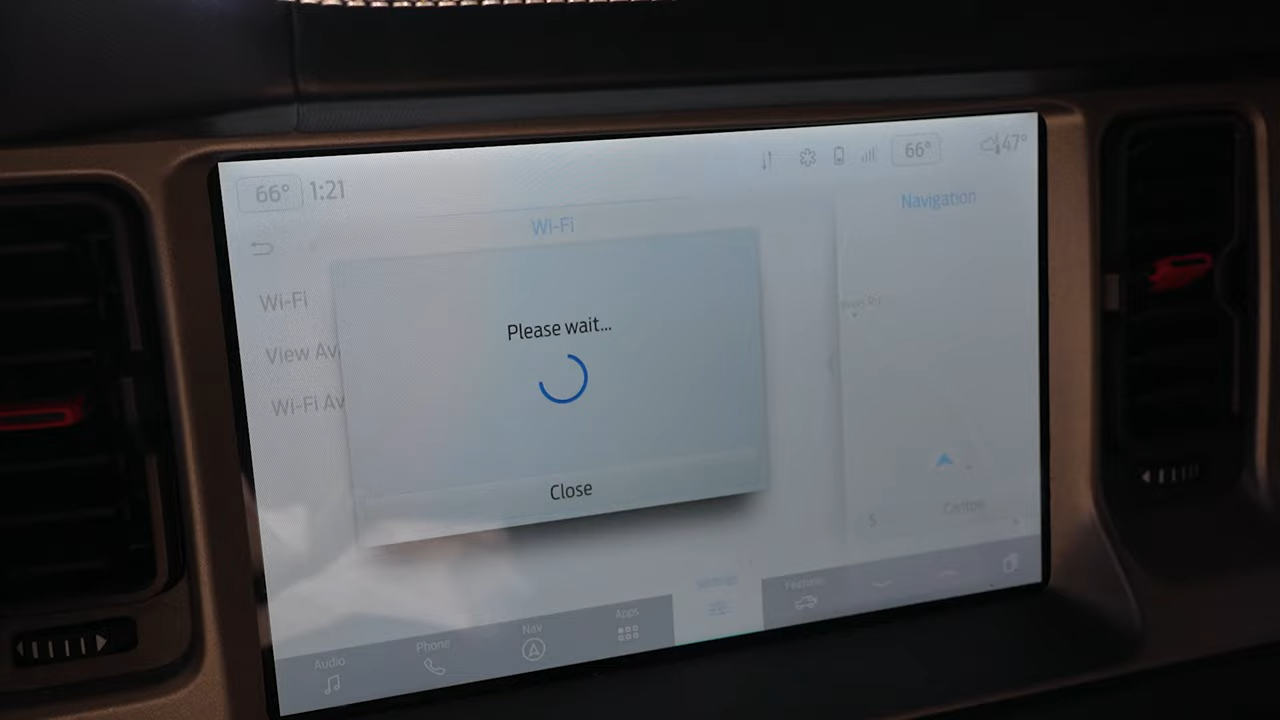 66° 1:21
66° 47°
Wi-Fi
Navigation
Wi-Fi
View Av
Wi-Fi Av
Please wait...
Close
S
Audio
Phone
Nav
Apps
Features